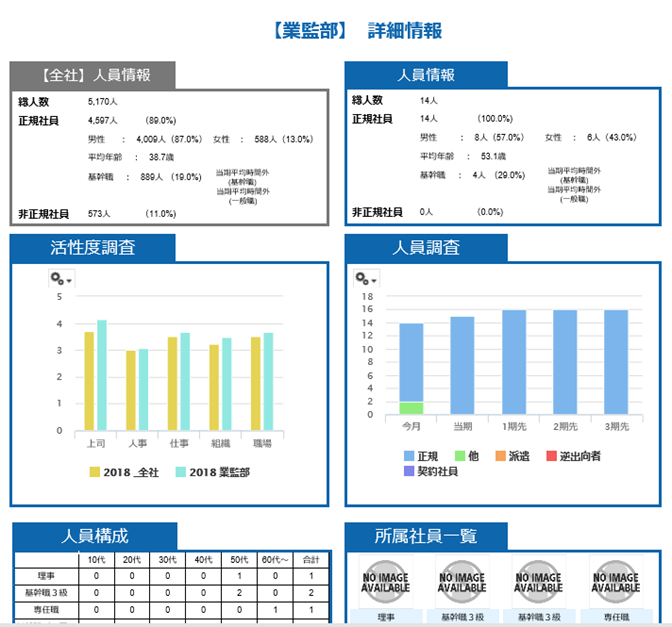 【業監部】 詳細情報
【全社】人員情報
総人数 5,170人
正規社員 4,597人 (89.0%)
男性 : 4,009人 (87.0%) 女性 : 588人 (13.0%)
平均年齢 : 38.7歳
基幹職 : 889人 (19.0%)
当期平均時間外
(基幹職)
当期平均時間外
(一般職)
非正規社員 573人 (11.0%)
人員情報
総人数 14人
正規社員 14人 (100.0%)
男性 : 8人 (57.0%) 女性 : 6人 (43.0%)
平均年齢 : 53.1歳
基幹職 : 4人 (29.0%)
当期平均時間外
(基幹職)
当期平均時間外
(一般職)
非正規社員 0人 (0.0%)
活性度調査
5
4
3
2
1
0
上司 人事 仕事 組織 職場
2018 _全社 2018 業監部
人員調査
18
16
14
12
10
8
6
4
2
0
今月 当期 1期先 2期先 3期先
正規 他 派遣 逆出向者
契約社員
人員構成
10代 20代 30代 40代 50代 60代~ 合計
理事 0 0 0 0 1 0 1
基幹職3級 0 0 0 0 2 0 2
専任職 0 0 0 0 0 1 1
所属社員一覧
NO IMAGE AVAILABLE NO IMAGE AVAILABLE NO IMAGE AVAILABLE NO IMAGE AVAILABLE
理事 基幹職3級 基幹職3級 専任職